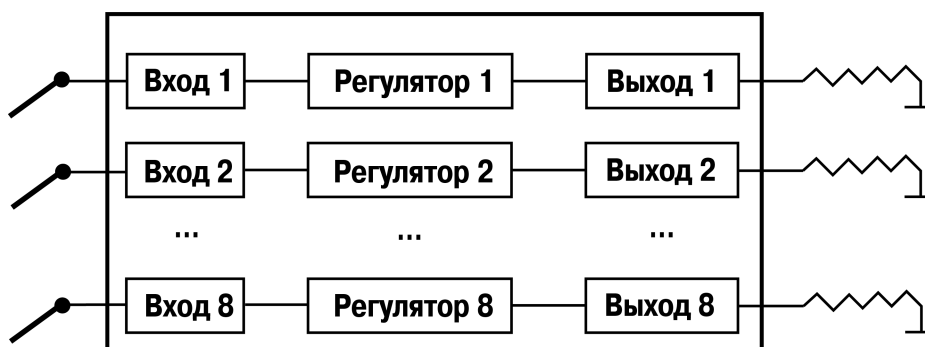 Вход 1 Регулятор 1 Выход 1
Вход 2 Регулятор 2 Выход 2
... ... ...
Вход 8 Регулятор 8 Выход 8